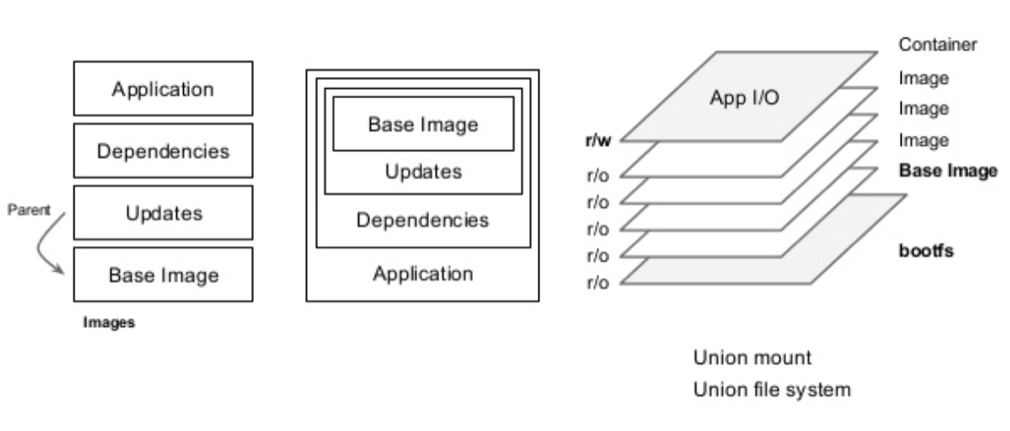 Application
Dependencies
Parent
Updates
Base Image
Images
Base Image
Updates
Dependencies
Application
App I/O
r/w
r/o
r/o
r/o
r/o
r/o
Container
Image
Image
Image
Base Image
bootfs
Union mount
Union file system